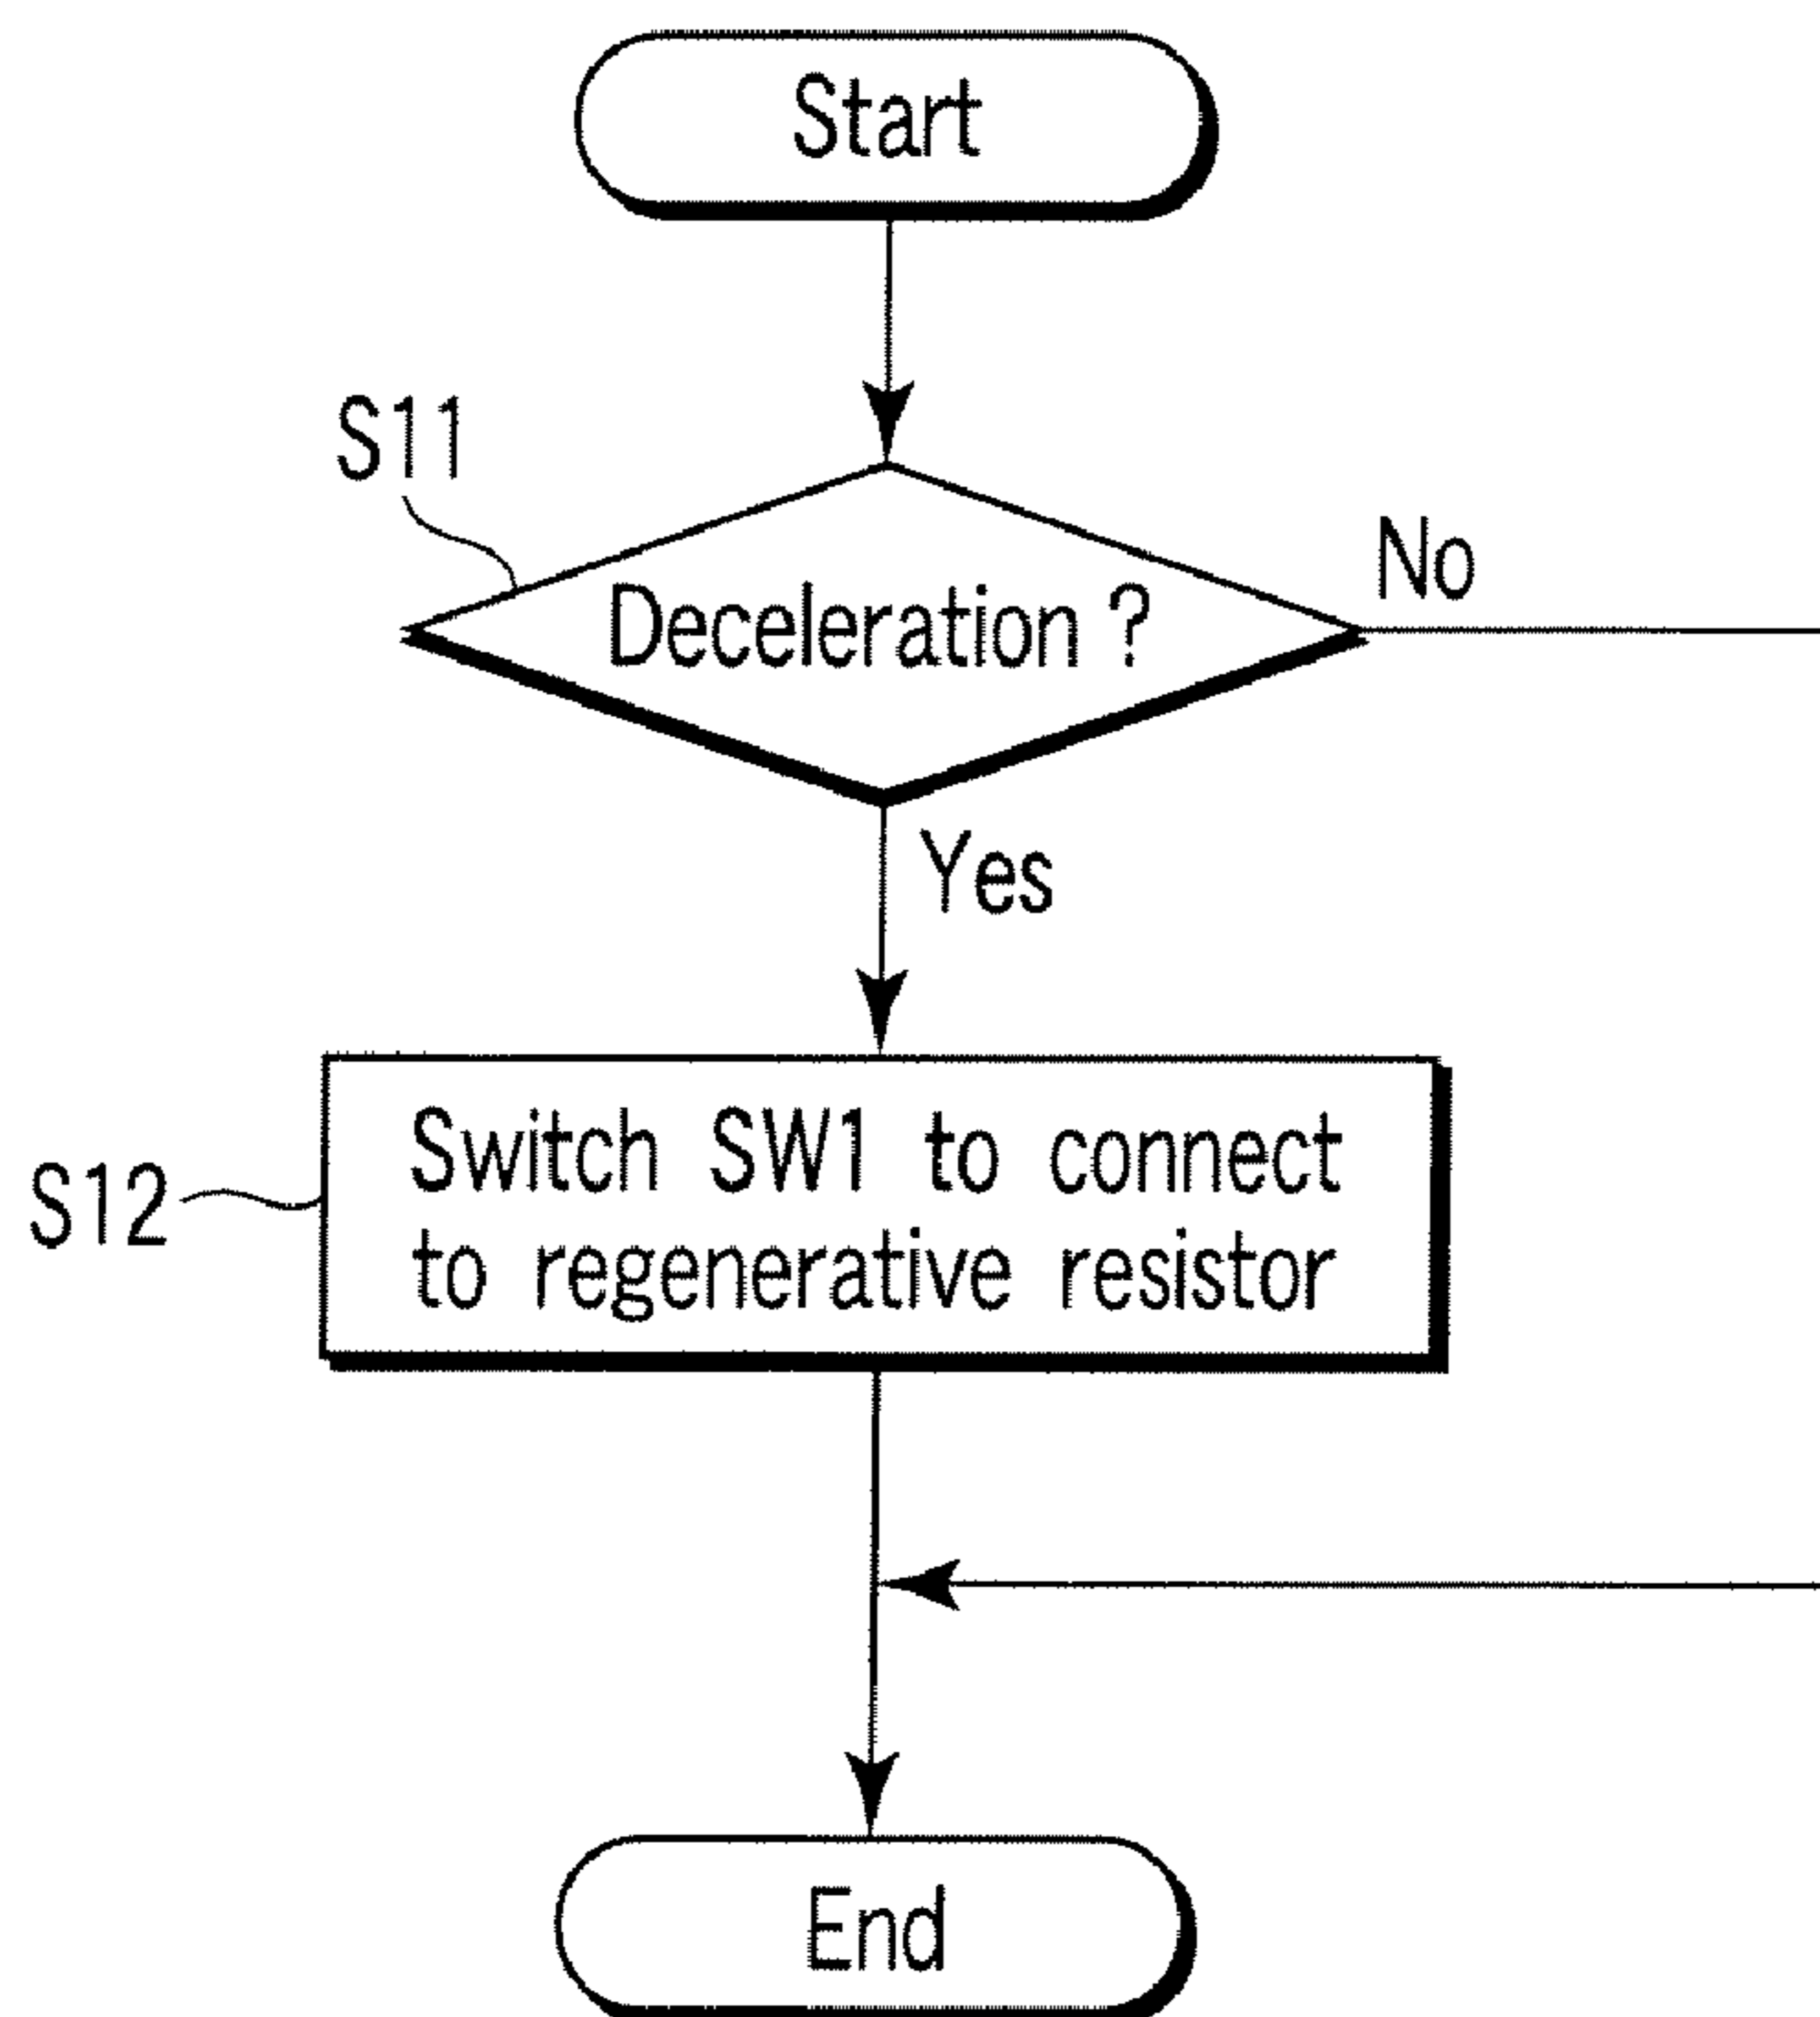 Start
S11
No
Deceleration ?
Yes
Switch SW1 to connect
to regenerative resistor
S12
End